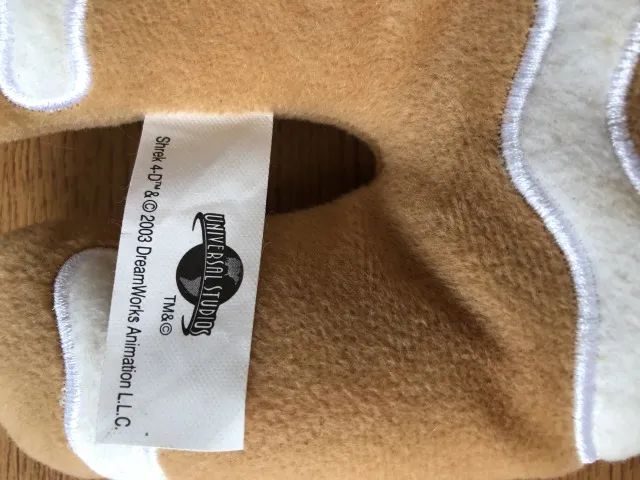 UNIVERSAL STUDIOS
TM&©
Shrek 4-D™ & © 2003 DreamWorks Animation L.L.C.